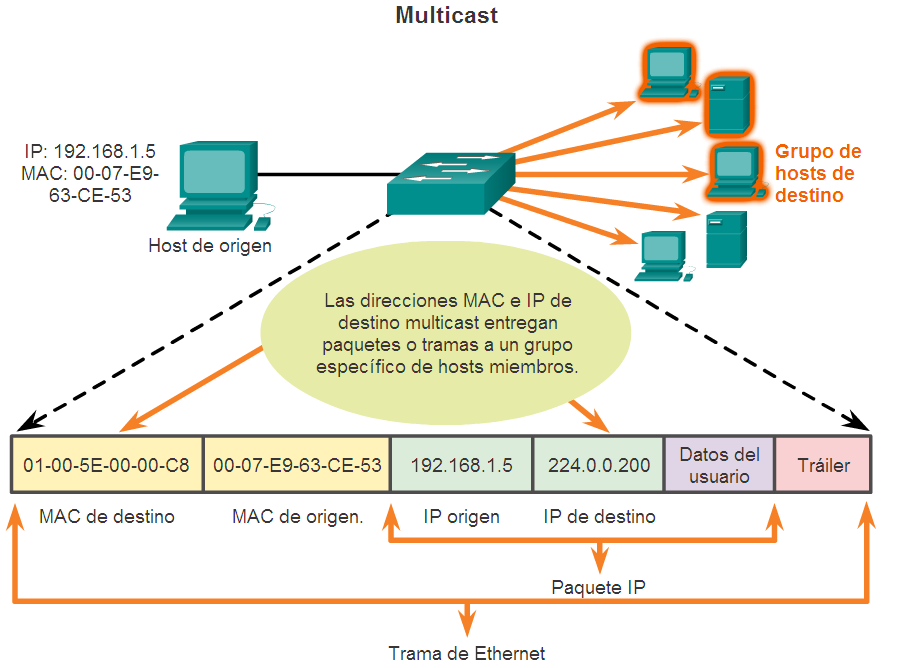 Multicast
IP: 192.168.1.5
MAC: 00-07-E9-
63-CE-53
Host de origen
Grupo de
hosts de
destino
Las direcciones MAC e IP de
destino multicast entregan
paquetes o tramas a un grupo
específico de hosts miembros.
01-00-5E-00-00-C8
00-07-E9-63-CE-53
192.168.1.5
224.0.0.200
Datos del
usuario
Tráiler
MAC de destino
MAC de origen.
IP origen
IP de destino
Paquete IP
Trama de Ethernet